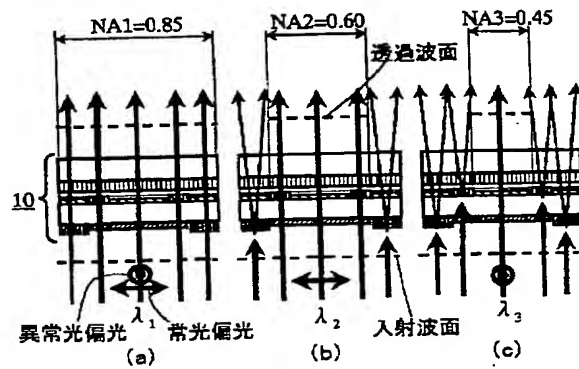 NA1=0.85
NA2=0.60
NA3=0.45
透過波面
10
異常光偏光
λ1
常光偏光
λ2
λ3
入射波面
(a)
(b)
(c)